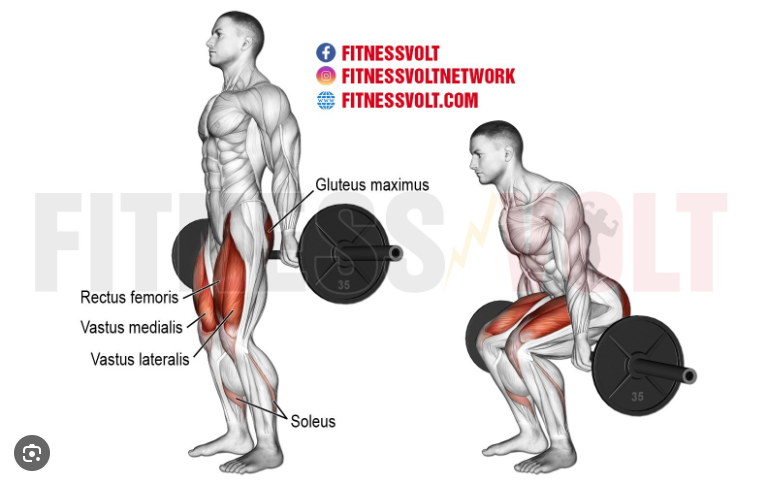 FITNESSVOLT
FITNESSVOLTNETWORK
WWW
FITNESSVOLT.COM
Gluteus maximus
FITNESS VOLT
35
Rectus femoris
Vastus medialis
Vastus lateralis
35
Soleus